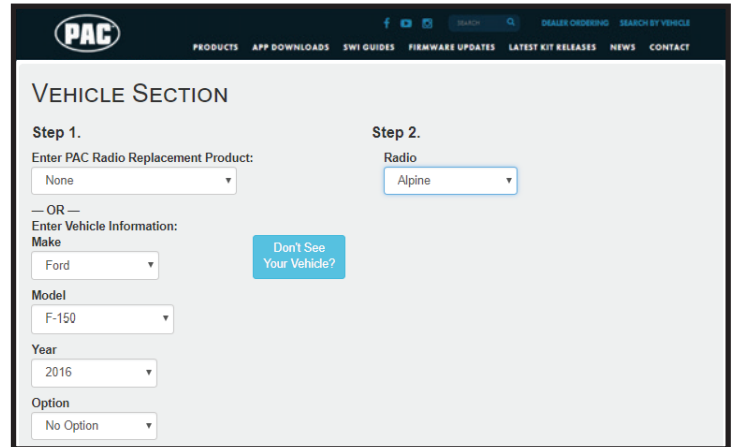 PAC
SEARCH
DEALER ORDERING SEARCH BY VEHICLE
PRODUCTS APP DOWNLOADS SWI GUIDES FIRMWARE UPDATES LATEST KIT RELEASES NEWS CONTACT
VEHICLE SECTION
Step 1.
Enter PAC Radio Replacement Product:
None
— OR —
Enter Vehicle Information:
Make
Ford
Don't See
Your Vehicle?
Model
F-150
Year
2016
Option
No Option
Step 2.
Radio
Alpine